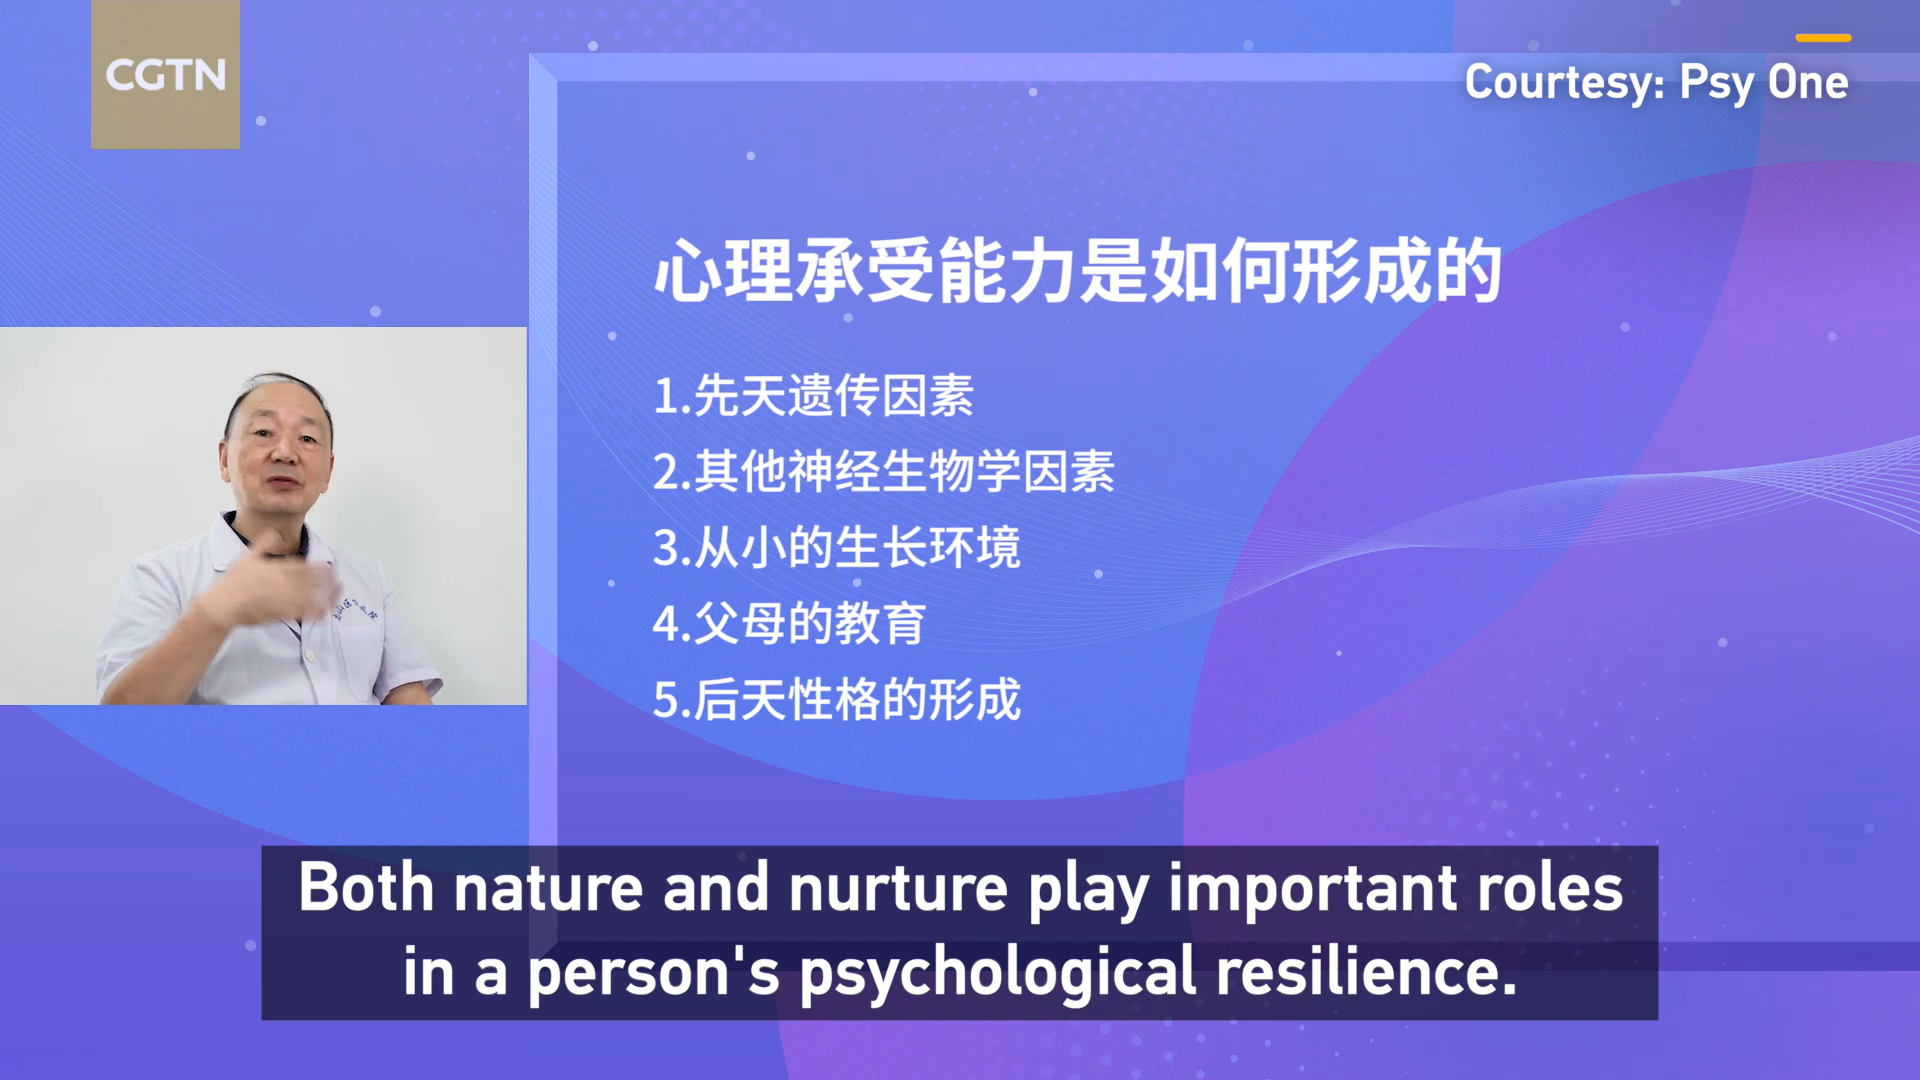 CGTN
Courtesy: Psy One
心理承受能力是如何形成的
1.先天遗传因素
2.其他神经生物学因素
3.从小的生长环境
4.父母的教育
5.后天性格的形成
Both nature and nurture play important roles
in a person's psychological resilience.